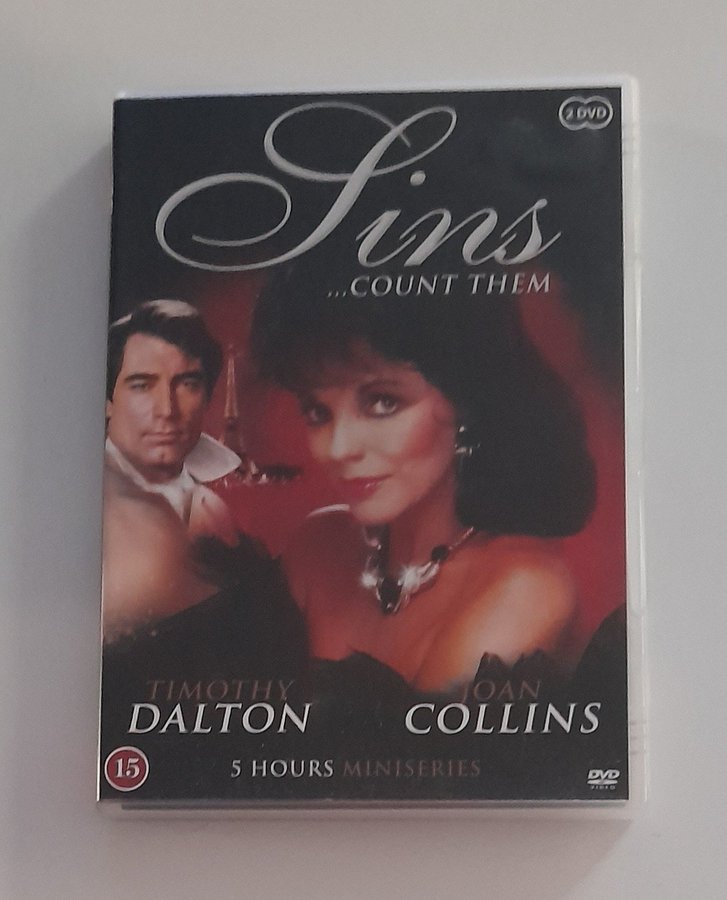 2 DVD
Sins
...COUNT THEM
TIMOTHY JOAN
DALTON COLLINS
15
5 HOURS MINISERIES
DVD
VIDEO